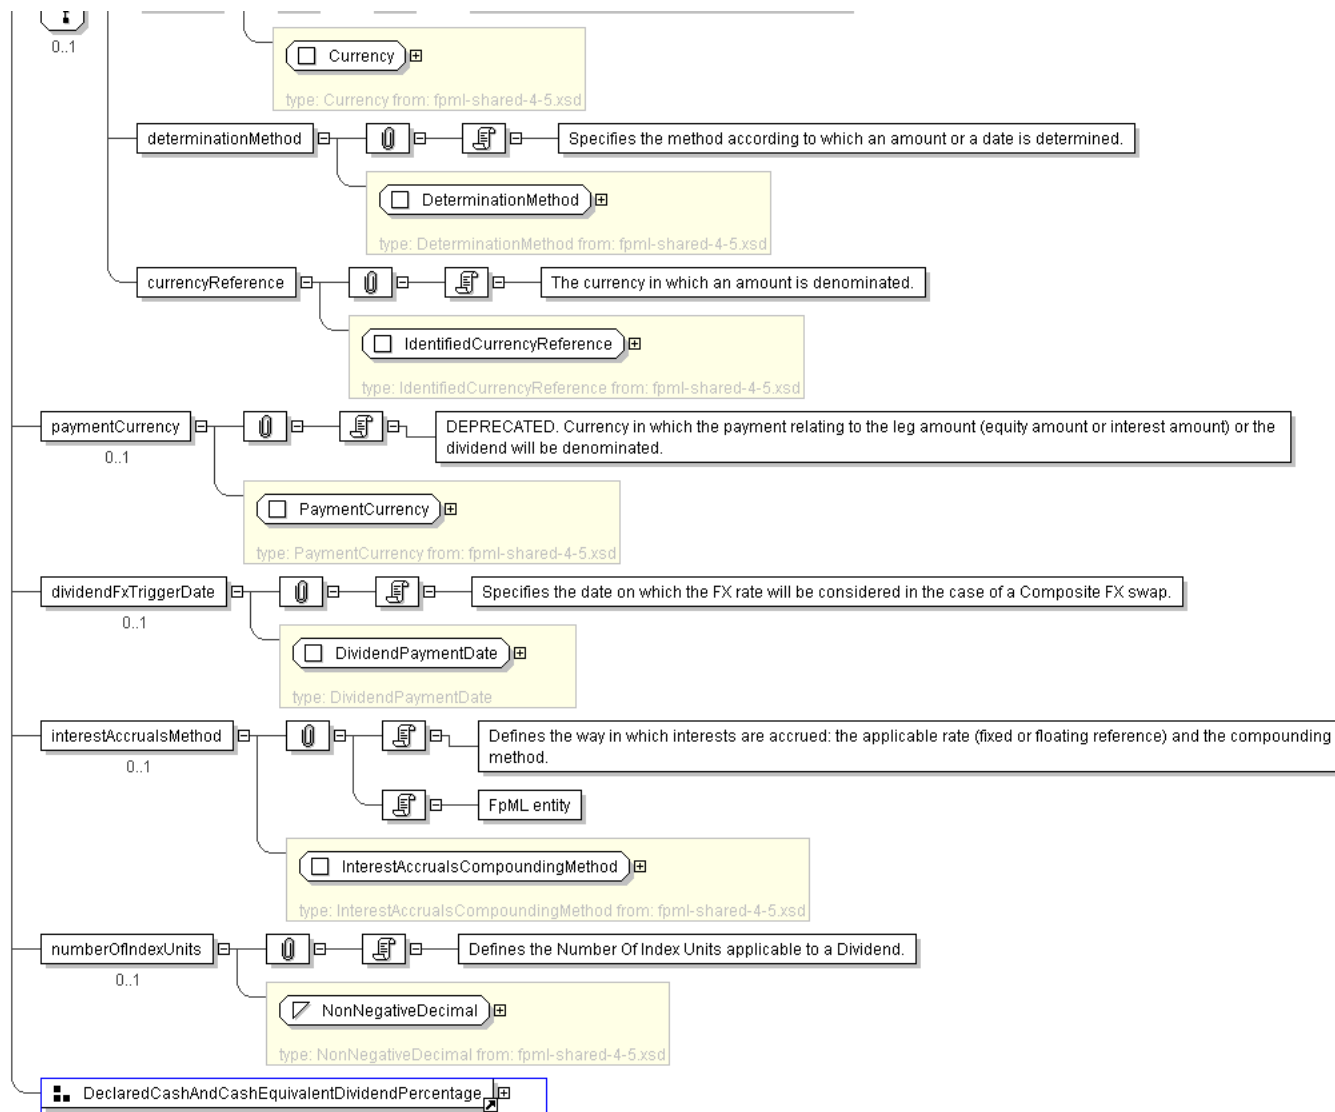 0..1
Currency
type: Currency from: fpml-shared-4-5.xsd
determinationMethod
Specifies the method according to which an amount or a date is determined.
DeterminationMethod
type: DeterminationMethod from: fpml-shared-4-5.xsd
currencyReference
The currency in which an amount is denominated.
IdentifiedCurrencyReference
type: IdentifiedCurrencyReference from: fpml-shared-4-5.xsd
paymentCurrency
0..1
DEPRECATED. Currency in which the payment relating to the leg amount (equity amount or interest amount) or the
dividend will be denominated.
PaymentCurrency
type: PaymentCurrency from: fpml-shared-4-5.xsd
dividendFxTriggerDate
0..1
Specifies the date on which the FX rate will be considered in the case of a Composite FX swap.
DividendPaymentDate
type: DividendPaymentDate
interestAccrualsMethod
0..1
Defines the way in which interests are accrued: the applicable rate (fixed or floating reference) and the compounding
method.
FpML entity
InterestAccrualsCompoundingMethod
type: InterestAccrualsCompoundingMethod from: fpml-shared-4-5.xsd
numberOfIndexUnits
0..1
Defines the Number Of Index Units applicable to a Dividend.
NonNegativeDecimal
type: NonNegativeDecimal from: fpml-shared-4-5.xsd
DeclaredCashAndCashEquivalentDividendPercentage